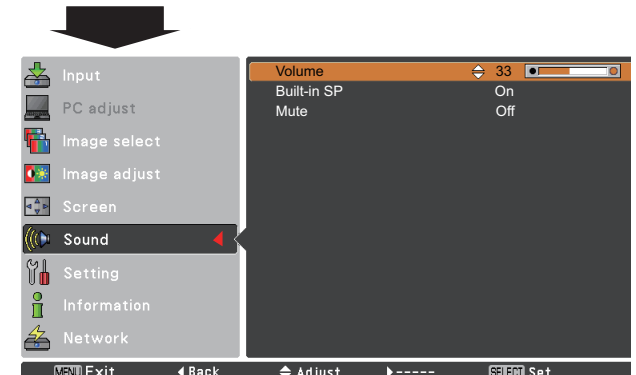 Input
PC adjust
Image select
Image adjust
Screen
Sound
Setting
Information
Network
Volume 33
Built-in SP On
Mute Off
MENU Exit Back Adjust ----- SELECT Set